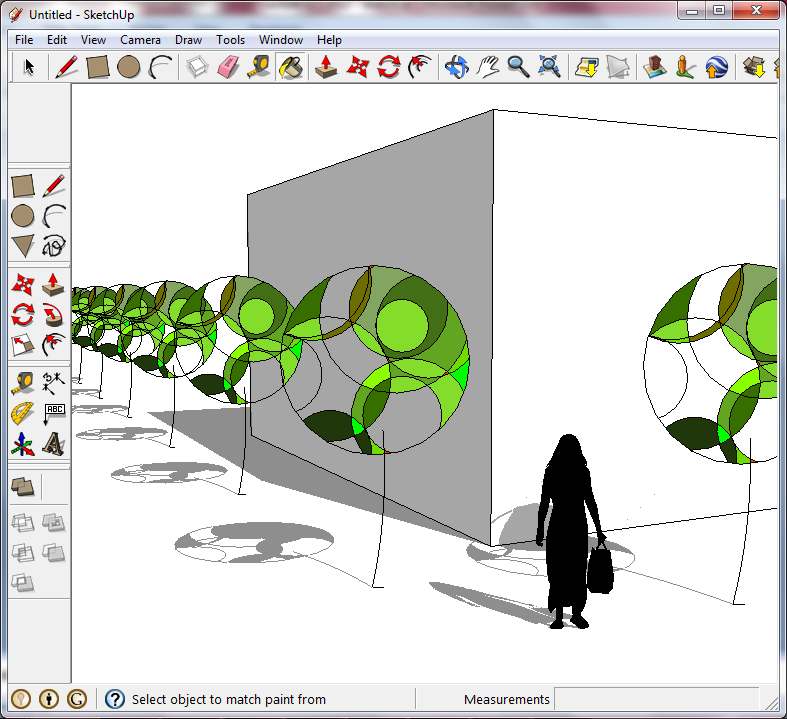 Untitled - SketchUp
File Edit View Camera Draw Tools Window Help
ABC
A
G ? Select object to match paint from Measurements